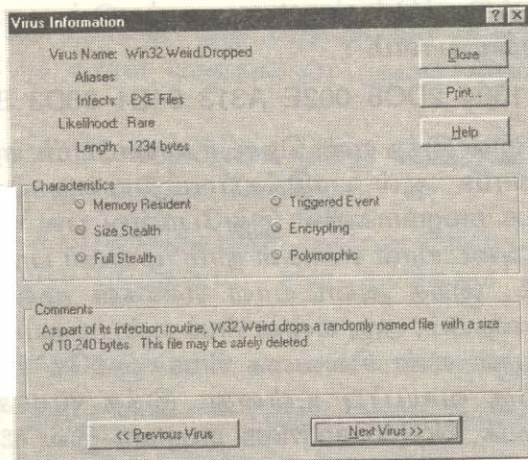 Virus Information
Virus Name: Win32.Weird.Dropped
Aliases:
Infects: EXE Files
Likelihood: Rare
Length: 1234 bytes
Close
Print...
Help
Characteristics
Memory Resident
Triggered Event
Size Stealth
Encrypting
Full Stealth
Polymorphic
Comments
As part of its infection routine, W32.Weird drops a randomly named file with a size
of 10,240 bytes. This file may be safely deleted.
<< Previous Virus
Next Virus >>